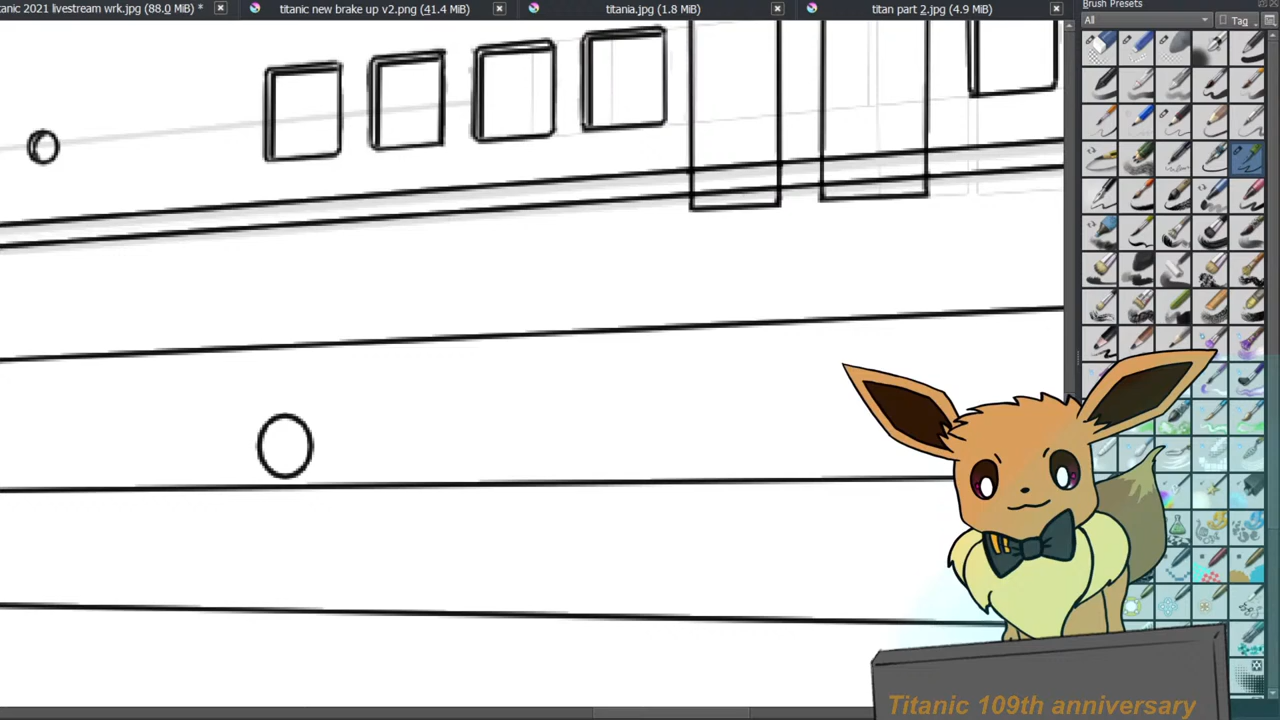 anic 2021 livestream wrk.jpg (88.0 MiB) *
titanic new brake up v2.png (41.4 MiB)
titania.jpg (1.8 MiB)
titan part 2.jpg (4.9 MiB)
Brush Presets
All
Tag
Titanic 109th anniversary